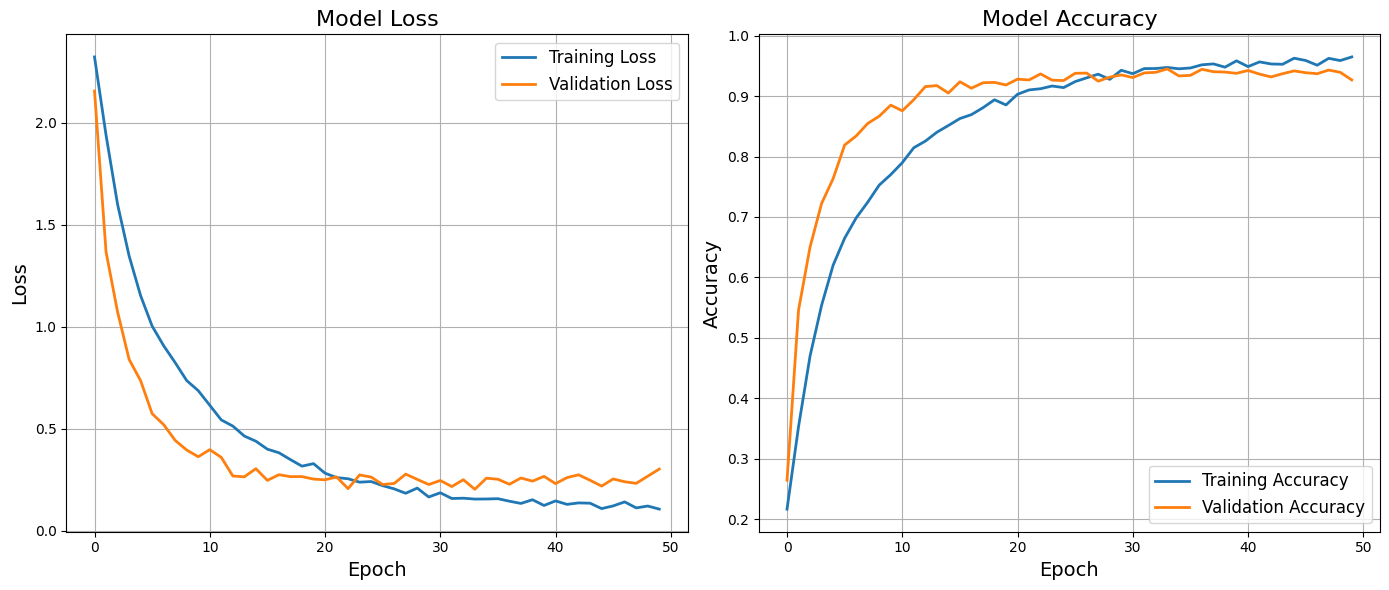 Model Loss
Training Loss
Validation Loss
2.0
1.5
1.0
0.5
0.0
Loss
0 10 20 30 40 50
Epoch
Model Accuracy
1.0
0.9
0.8
0.7
0.6
0.5
0.4
0.3
0.2
Accuracy
Training Accuracy
Validation Accuracy
0 10 20 30 40 50
Epoch